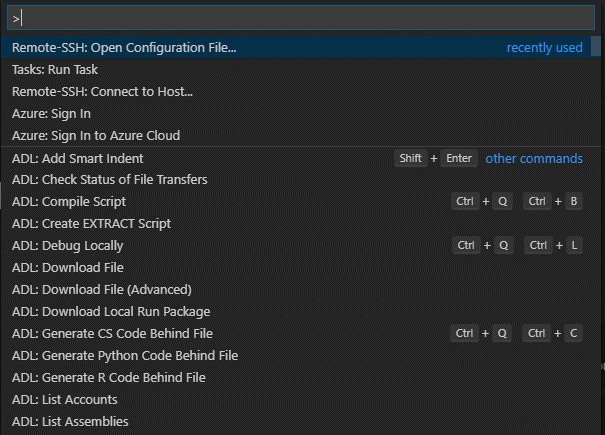 >
Remote-SSH: Open Configuration File... recently used
Tasks: Run Task
Remote-SSH: Connect to Host...
Azure: Sign In
Azure: Sign In to Azure Cloud
ADL: Add Smart Indent Shift + Enter other commands
ADL: Check Status of File Transfers
ADL: Compile Script Ctrl + Q Ctrl + B
ADL: Create EXTRACT Script
ADL: Debug Locally Ctrl + Q Ctrl + L
ADL: Download File
ADL: Download File (Advanced)
ADL: Download Local Run Package
ADL: Generate CS Code Behind File Ctrl + Q Ctrl + C
ADL: Generate Python Code Behind File
ADL: Generate R Code Behind File
ADL: List Accounts
ADL: List Assemblies